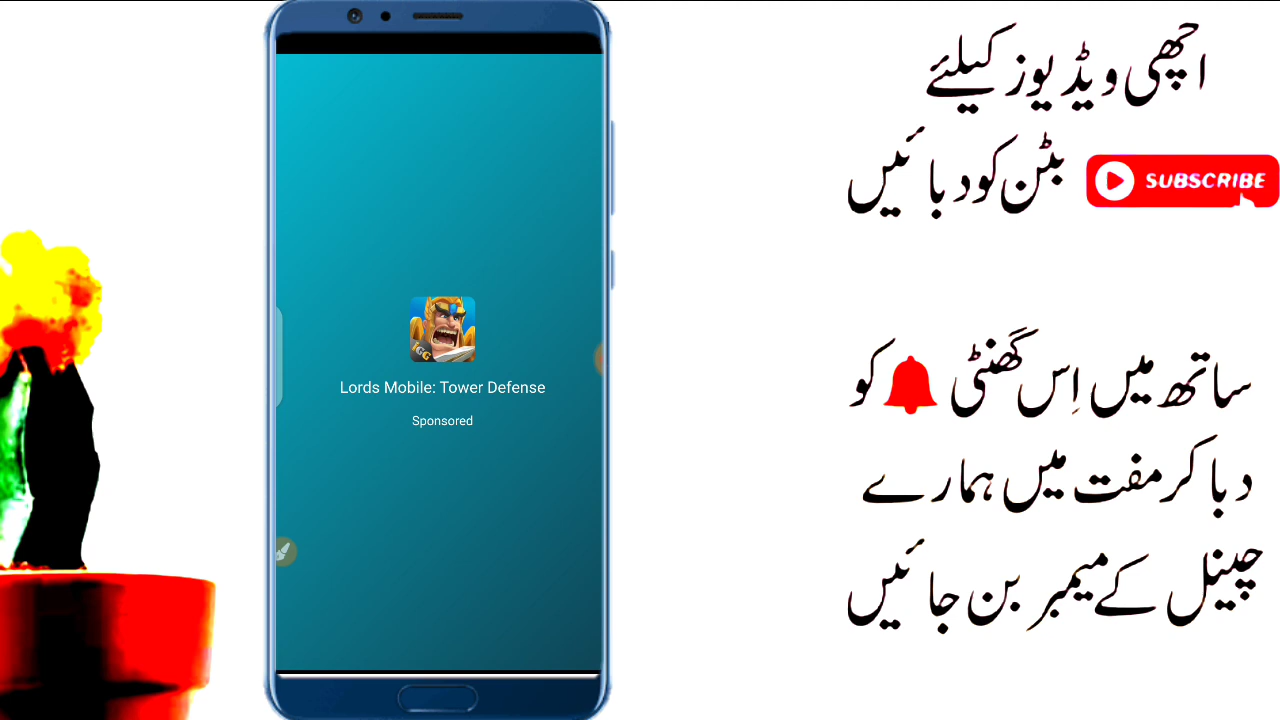 اچھی ویڈیوز کیلئے
SUBSCRIBE بٹن کو دبائیں
ساتھ میں اِس گھنٹی کو
دبا کر مفت میں ہمارے
چینل کے میمبر بن جائیں
IGG
Lords Mobile: Tower Defense
Sponsored